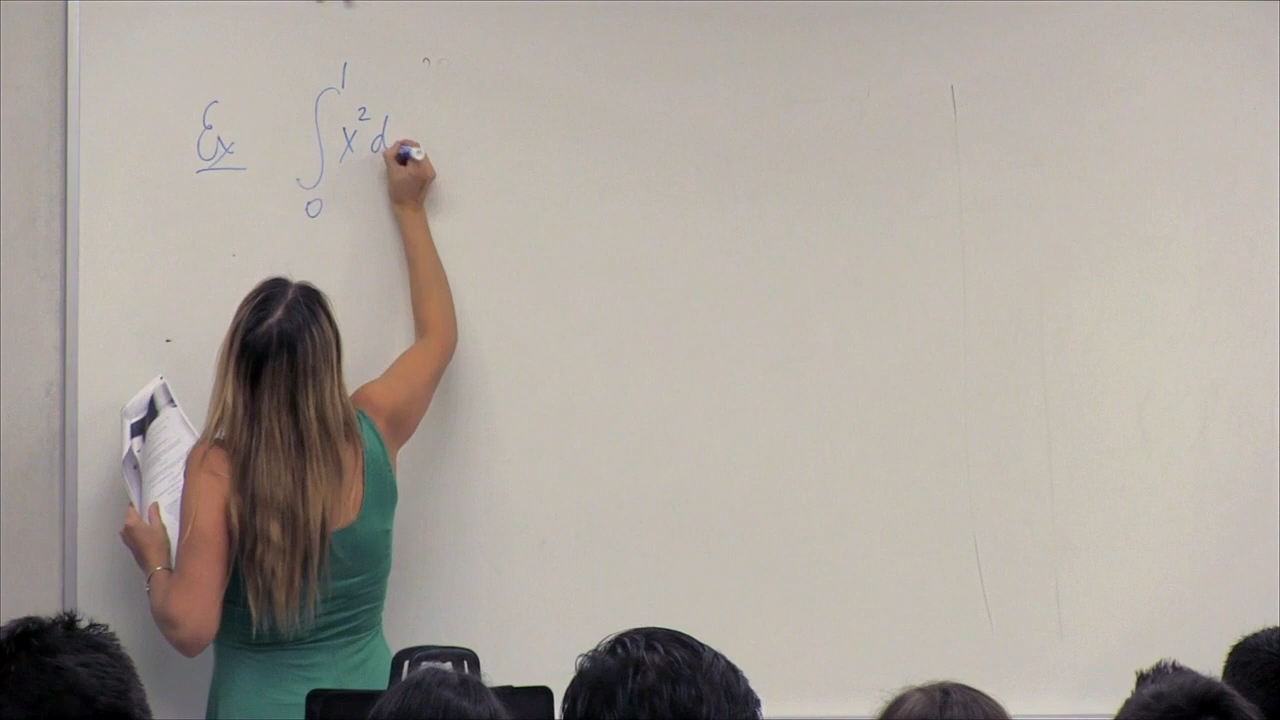 Ex ∫₀¹ x² d